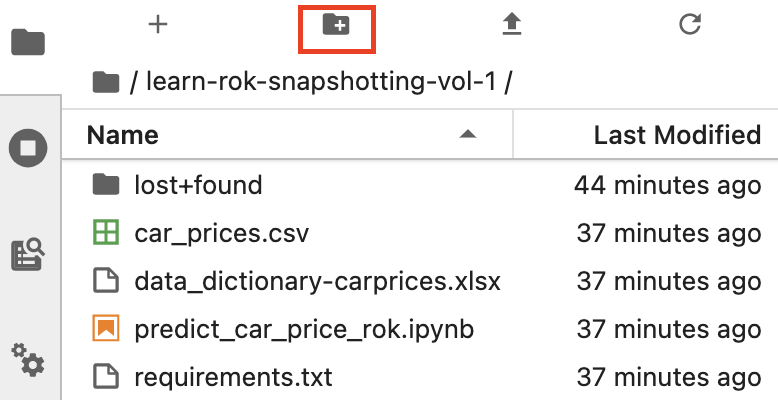 / learn-rok-snapshotting-vol-1 /
Name Last Modified
lost+found 44 minutes ago
car_prices.csv 37 minutes ago
data_dictionary-carprices.xlsx 37 minutes ago
predict_car_price_rok.ipynb 37 minutes ago
requirements.txt 37 minutes ago